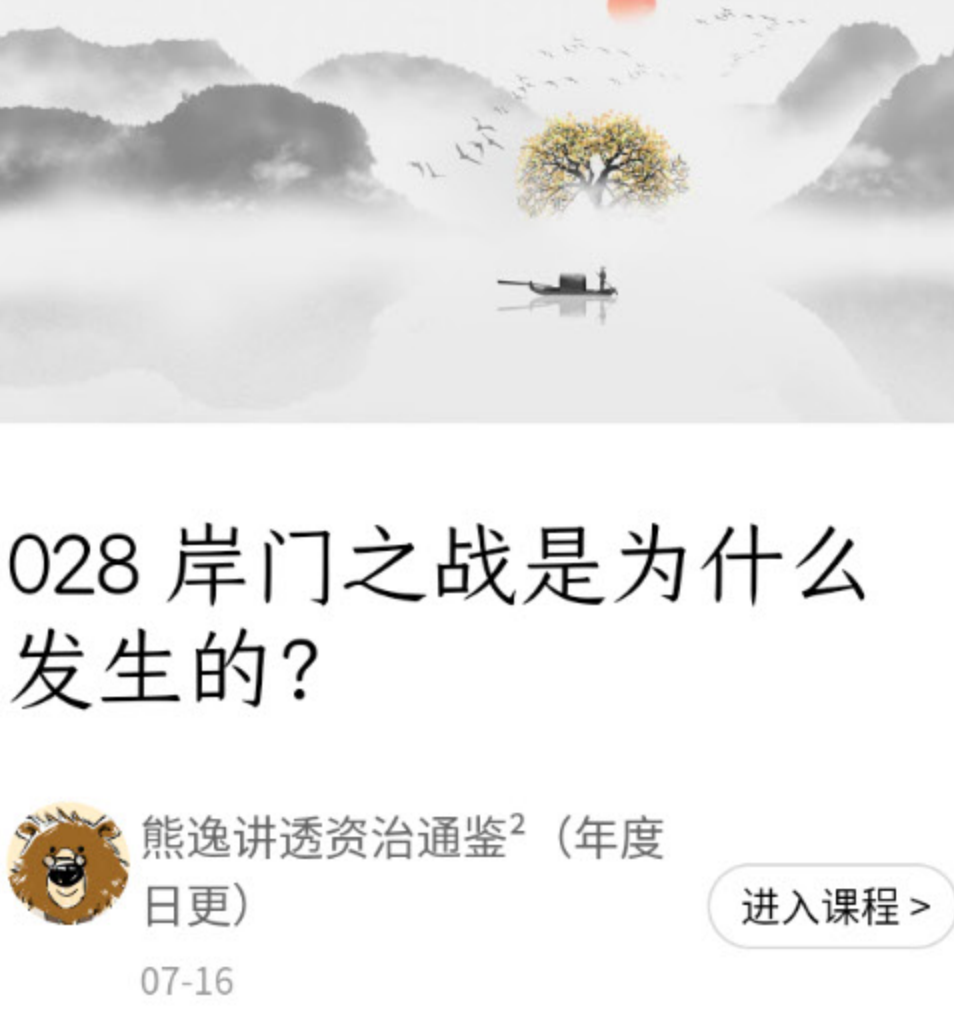 028 岸门之战是为什么
发生的？
熊逸讲透资治通鉴²（年度
日更）
进入课程 >
07-16